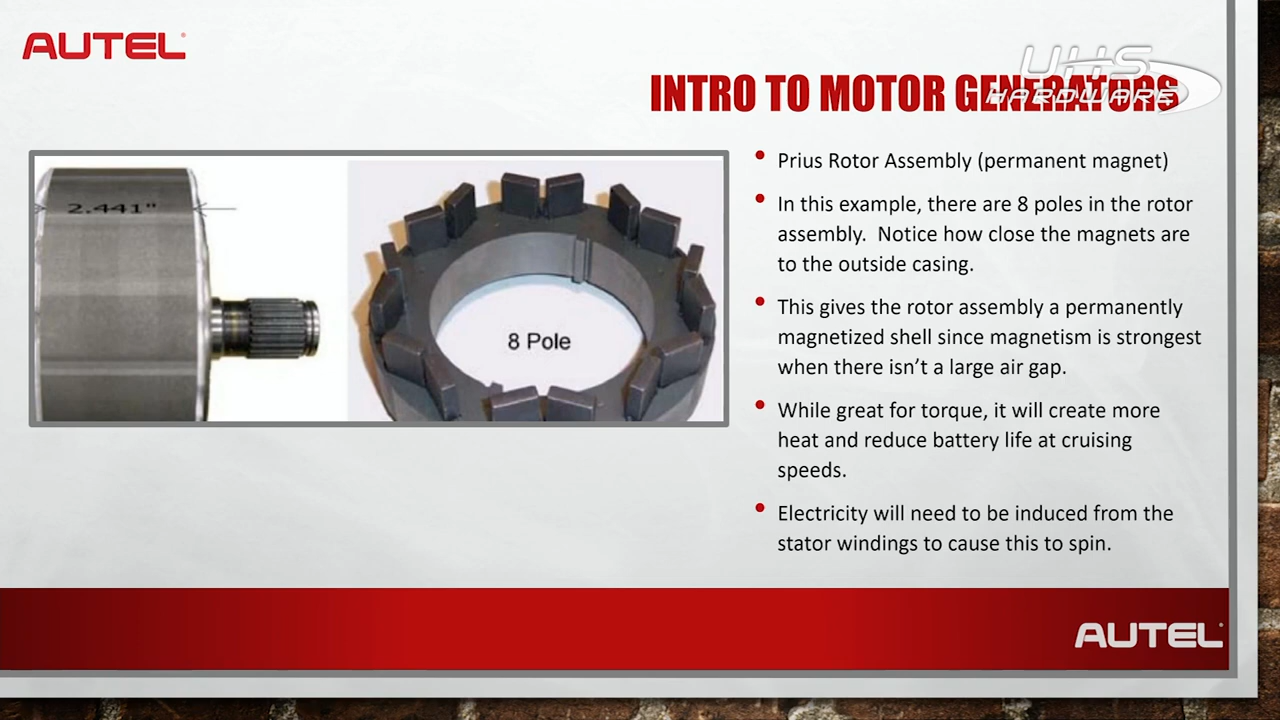 AUTEL
UHS
HARDWARE
INTRO TO MOTOR GENERATORS
2.441"
8 Pole
• Prius Rotor Assembly (permanent magnet)
• In this example, there are 8 poles in the rotor
assembly. Notice how close the magnets are
to the outside casing.
• This gives the rotor assembly a permanently
magnetized shell since magnetism is strongest
when there isn’t a large air gap.
• While great for torque, it will create more
heat and reduce battery life at cruising
speeds.
• Electricity will need to be induced from the
stator windings to cause this to spin.
AUTEL